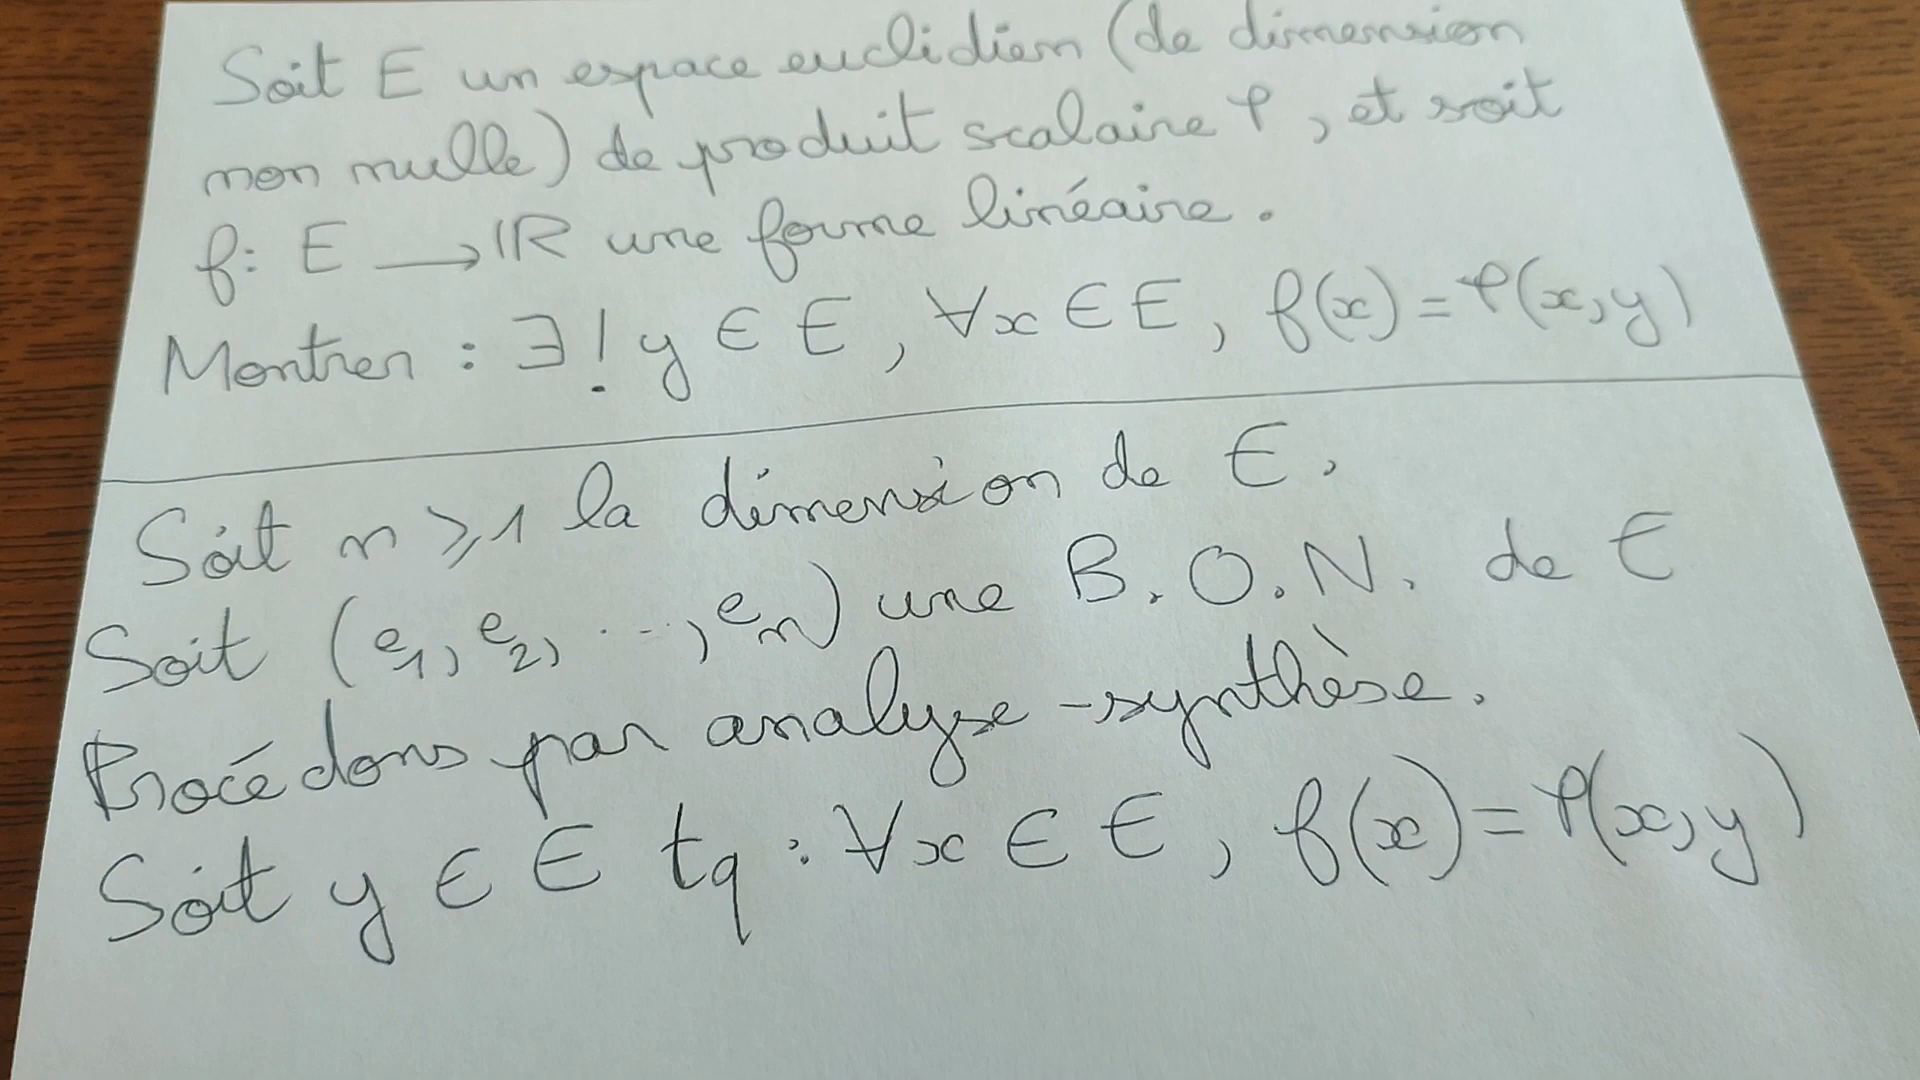 Soit E un espace euclidien (de dimension
non nulle) de produit scalaire φ, et soit
f: E → ℝ une forme linéaire.
Montrer : ∃! y ∈ E, ∀x ∈ E, f(x) = φ(x,y)
Soit n ⩾ 1 la dimension de E.
Soit (e₁, e₂, ..., eₙ) une B.O.N. de E
Procédons par analyse-synthèse.
Soit y ∈ E tq : ∀x ∈ E, f(x) = φ(x,y)